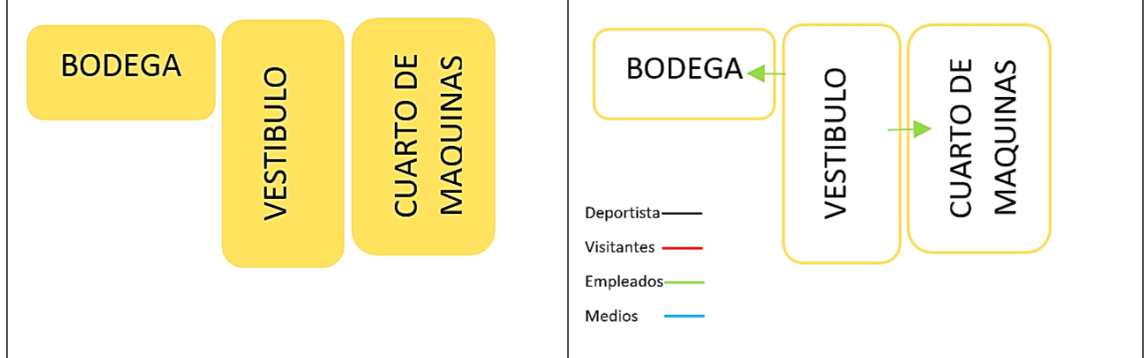 BODEGA
VESTIBULO
CUARTO DE
MAQUINAS
BODEGA
VESTIBULO
CUARTO DE
MAQUINAS
Deportista
Visitantes
Empleados
Medios